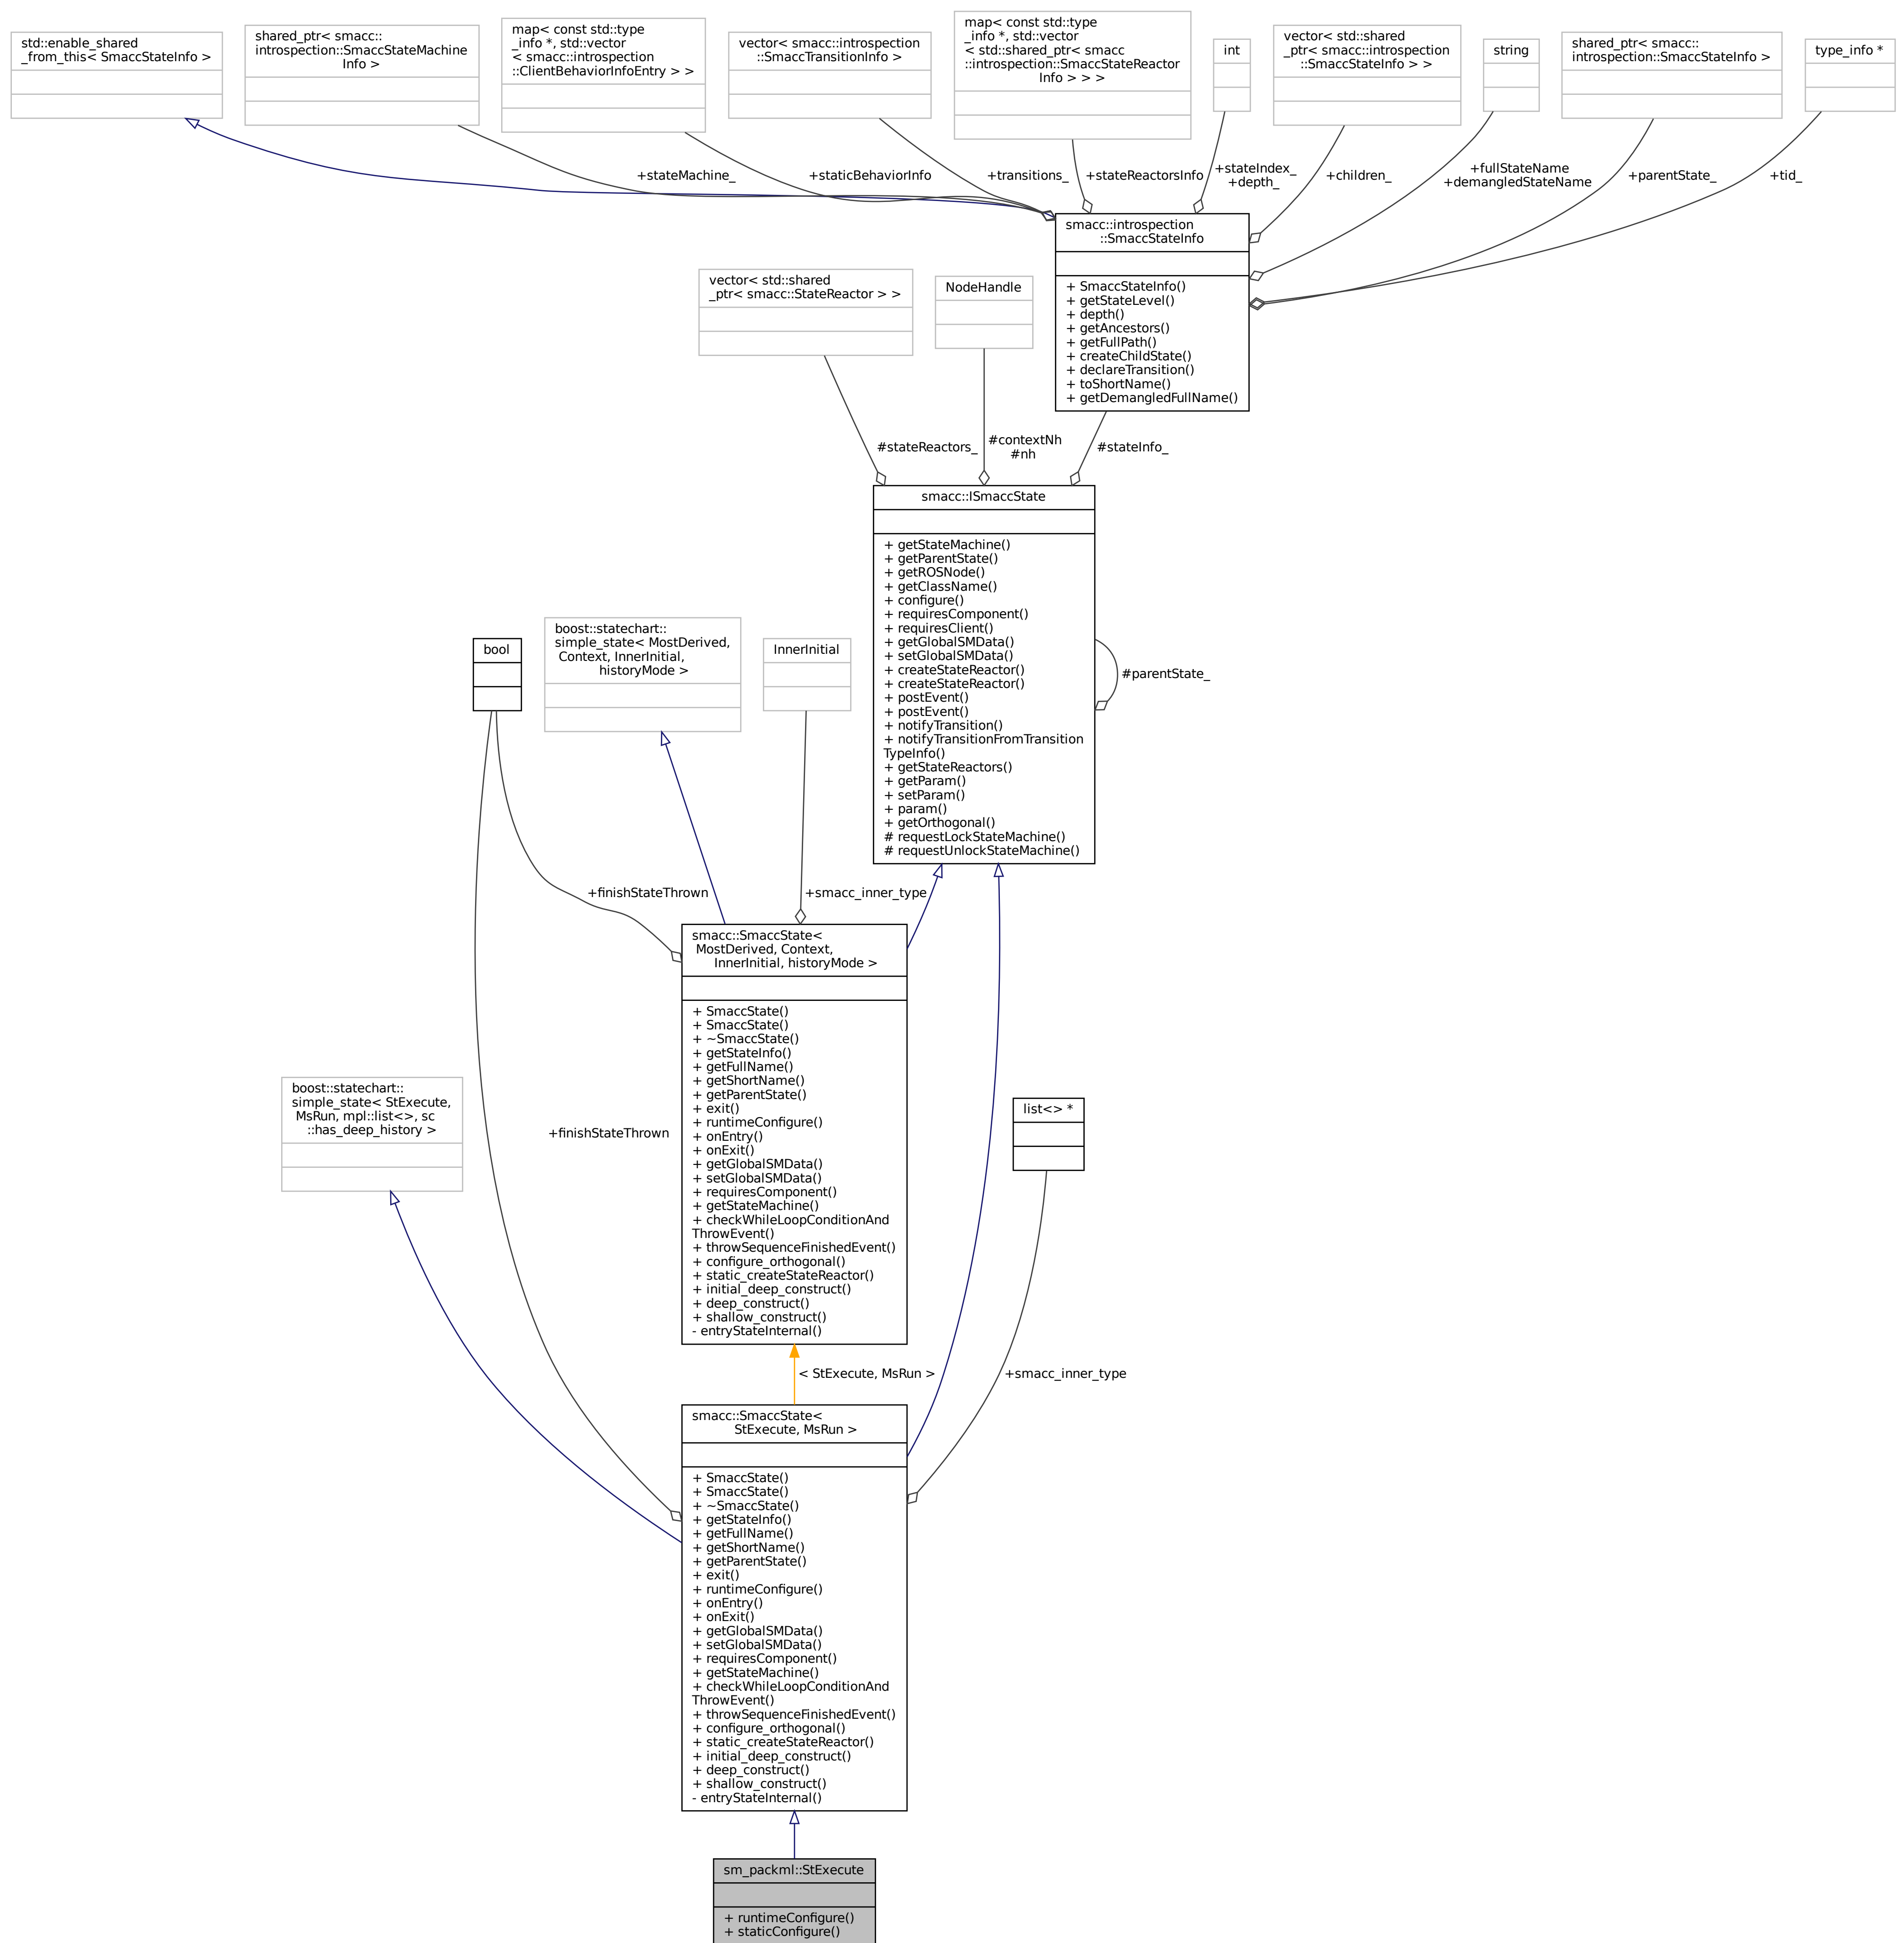 std::enable_shared
_from_this< SmaccStateInfo >
shared_ptr< smacc::
introspection::SmaccStateMachine
Info >
map< const std::type
_info *, std::vector
< smacc::introspection
::ClientBehaviorInfoEntry > >
vector< smacc::introspection
::SmaccTransitionInfo >
map< const std::type
_info *, std::vector
< std::shared_ptr< smacc
::introspection::SmaccStateReactor
Info > > >
int
vector< std::shared
_ptr< smacc::introspection
::SmaccStateInfo > >
string
shared_ptr< smacc::
introspection::SmaccStateInfo >
type_info *
+stateMachine_
+staticBehaviorInfo
+transitions_
+stateReactorsInfo
+stateIndex_
+depth_
+children_
+fullStateName
+demangledStateName
+parentState_
+tid_
smacc::introspection
::SmaccStateInfo
+ SmaccStateInfo()
+ getStateLevel()
+ depth()
+ getAncestors()
+ getFullPath()
+ createChildState()
+ declareTransition()
+ toShortName()
+ getDemangledFullName()
vector< std::shared
_ptr< smacc::StateReactor > >
NodeHandle
#stateReactors_
#contextNh
#nh
#stateInfo_
smacc::ISmaccState
+ getStateMachine()
+ getParentState()
+ getROSNode()
+ getClassName()
+ configure()
+ requiresComponent()
+ requiresClient()
+ getGlobalSMData()
+ setGlobalSMData()
+ createStateReactor()
+ createStateReactor()
+ postEvent()
+ postEvent()
+ notifyTransition()
+ notifyTransitionFromTransition
TypeInfo()
+ getStateReactors()
+ getParam()
+ setParam()
+ param()
+ getOrthogonal()
# requestLockStateMachine()
# requestUnlockStateMachine()
#parentState_
bool
boost::statechart::
simple_state< MostDerived,
Context, InnerInitial,
historyMode >
InnerInitial
+finishStateThrown
+smacc_inner_type
smacc::SmaccState<
MostDerived, Context,
InnerInitial, historyMode >
+ SmaccState()
+ SmaccState()
+ ~SmaccState()
+ getStateInfo()
+ getFullName()
+ getShortName()
+ getParentState()
+ exit()
+ runtimeConfigure()
+ onEntry()
+ onExit()
+ getGlobalSMData()
+ setGlobalSMData()
+ requiresComponent()
+ getStateMachine()
+ checkWhileLoopConditionAnd
ThrowEvent()
+ throwSequenceFinishedEvent()
+ configure_orthogonal()
+ static_createStateReactor()
+ initial_deep_construct()
+ deep_construct()
+ shallow_construct()
- entryStateInternal()
boost::statechart::
simple_state< StExecute,
MsRun, mpl::list<>, sc
::has_deep_history >
+finishStateThrown
list<> *
< StExecute, MsRun >
+smacc_inner_type
smacc::SmaccState<
StExecute, MsRun >
+ SmaccState()
+ SmaccState()
+ ~SmaccState()
+ getStateInfo()
+ getFullName()
+ getShortName()
+ getParentState()
+ exit()
+ runtimeConfigure()
+ onEntry()
+ onExit()
+ getGlobalSMData()
+ setGlobalSMData()
+ requiresComponent()
+ getStateMachine()
+ checkWhileLoopConditionAnd
ThrowEvent()
+ throwSequenceFinishedEvent()
+ configure_orthogonal()
+ static_createStateReactor()
+ initial_deep_construct()
+ deep_construct()
+ shallow_construct()
- entryStateInternal()
sm_packml::StExecute
+ runtimeConfigure()
+ staticConfigure()